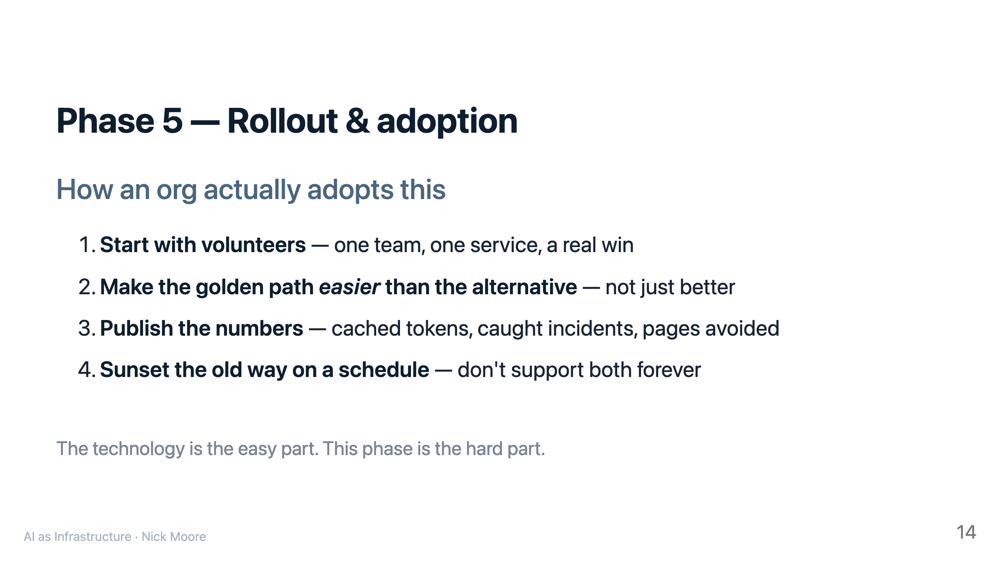 Phase 5 — Rollout & adoption
How an org actually adopts this
1. Start with volunteers — one team, one service, a real win
2. Make the golden path easier than the alternative — not just better
3. Publish the numbers — cached tokens, caught incidents, pages avoided
4. Sunset the old way on a schedule — don't support both forever
The technology is the easy part. This phase is the hard part.
AI as Infrastructure · Nick Moore
14